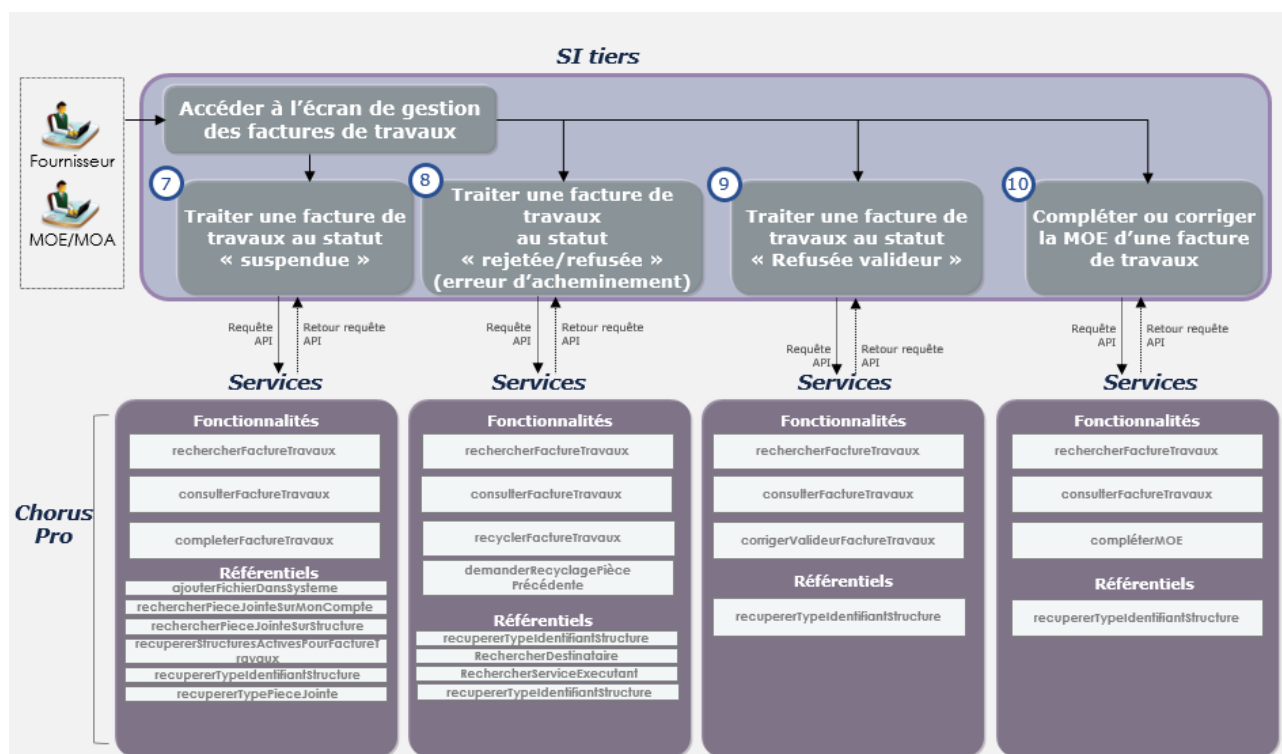 SI tiers
Fournisseur
MOE/MOA
Accéder à l'écran de gestion
des factures de travaux
7
Traiter une facture de
travaux au statut
« suspendue »
8
Traiter une facture de
travaux
au statut
« rejetée/refusée »
(erreur d'acheminement)
9
Traiter une facture de
travaux au statut
« Refusée valideur »
10
Compléter ou corriger
la MOE d'une facture
de travaux
Requête
API
Retour requête
API
Requête
API
Retour requête
API
Requête
API
Retour requête
API
Requête
API
Retour requête
API
Chorus
Pro
Services
Fonctionnalités
rechercherFactureTravaux
consulterFactureTravaux
completerFactureTravaux
Référentiels
ajouterFichierDansSysteme
rechercherPieceJointeSurMonCompte
rechercherPieceJointeSurStructure
recupererStructuresActivesPourFactureT
ravaux
recupererTypeIdentifiantStructure
recupererTypePieceJointe
Services
Fonctionnalités
rechercherFactureTravaux
consulterFactureTravaux
recyclerFactureTravaux
demanderRecyclagePièce
Précédente
Référentiels
recupererTypeIdentifiantStructure
RechercherDestinataire
RechercherServiceExecutant
recupererTypeIdentifiantStructure
Services
Fonctionnalités
rechercherFactureTravaux
consulterFactureTravaux
corrigerValideurFactureTravaux
Référentiels
recupererTypeIdentifiantStructure
Services
Fonctionnalités
rechercherFactureTravaux
consulterFactureTravaux
compléterMOE
Référentiels
recupererTypeIdentifiantStructure